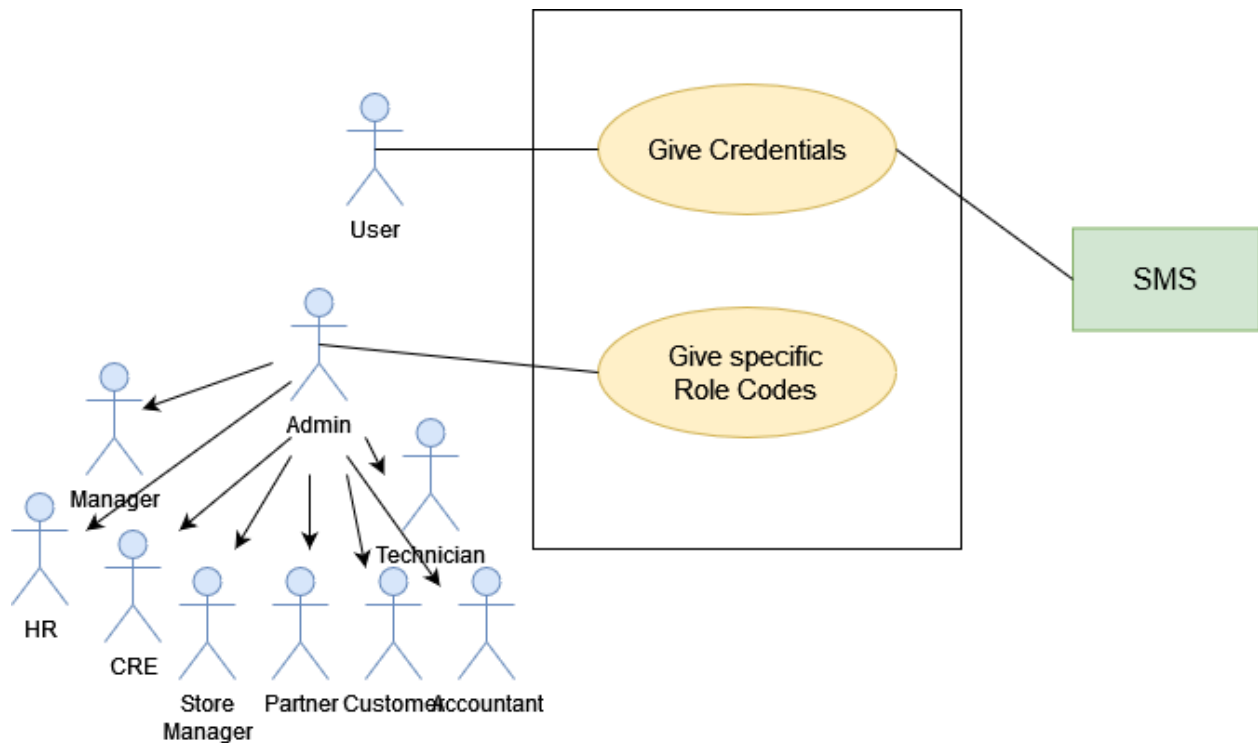 Give Credentials
User
SMS
Give specific
Role Codes
Admin
Manager
Technician
HR
CRE
Store
Manager
Partner
Customer
Accountant